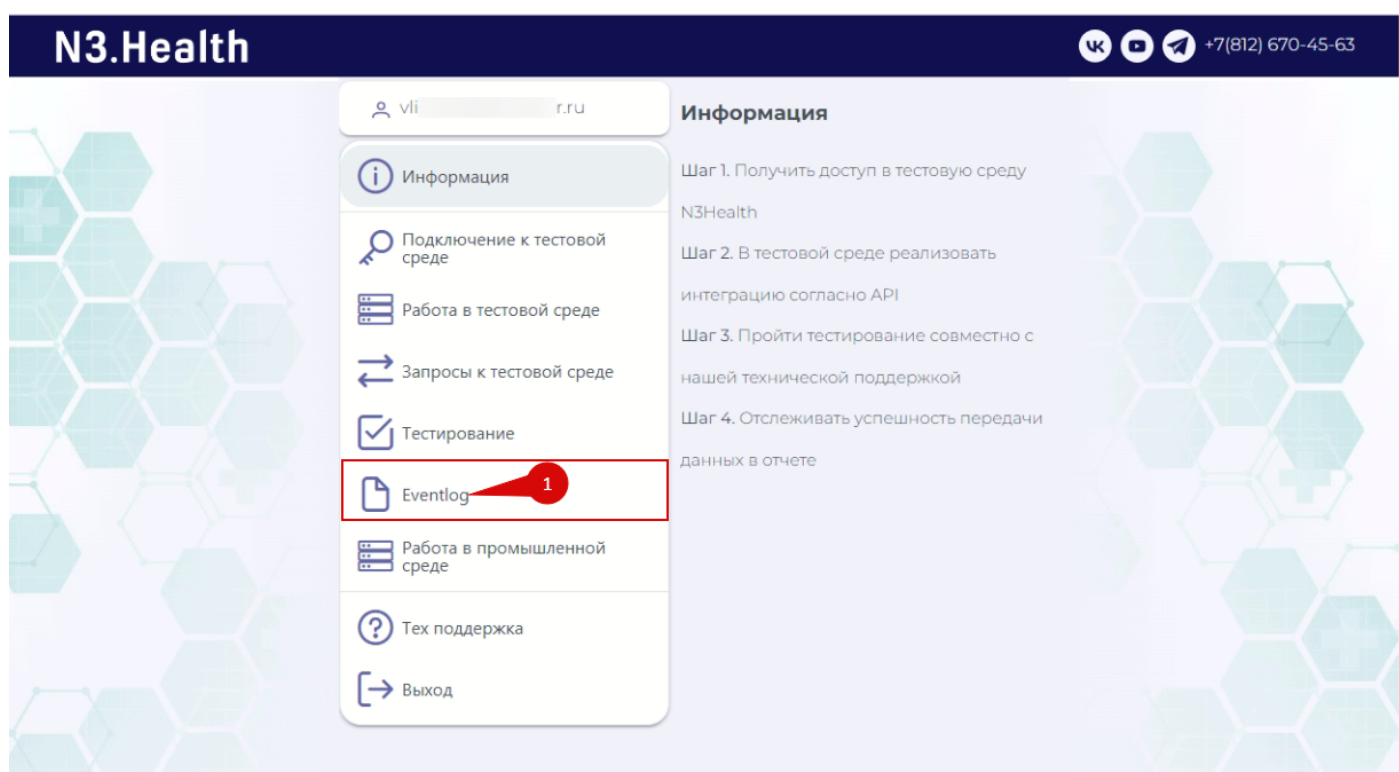 N3.Health
+7(812) 670-45-63
vli r.ru
Информация
Подключение к тестовой
среде
Работа в тестовой среде
Запросы к тестовой среде
Тестирование
Eventlog
1
Работа в промышленной
среде
Тех поддержка
Выход
Информация
Шаг 1. Получить доступ в тестовую среду
N3Health
Шаг 2. В тестовой среде реализовать
интеграцию согласно API
Шаг 3. Пройти тестирование совместно с
нашей технической поддержкой
Шаг 4. Отслеживать успешность передачи
данных в отчете